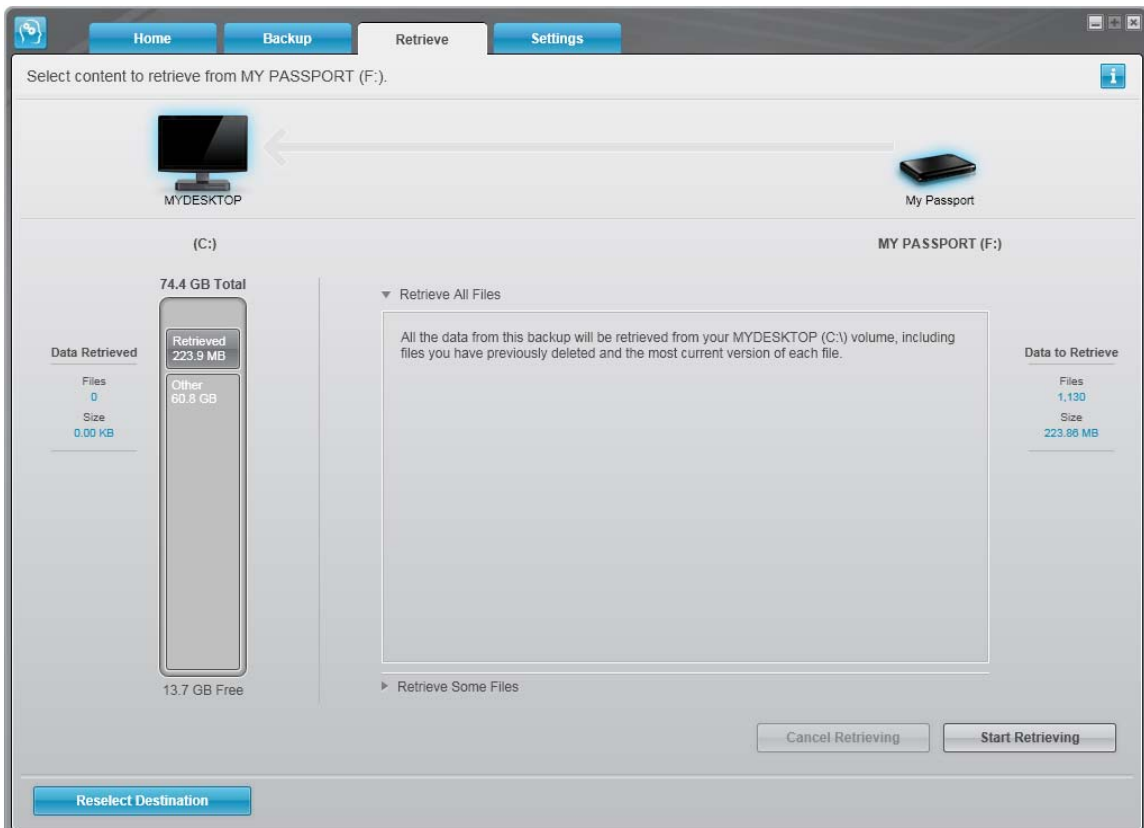 Home Backup Retrieve Settings
Select content to retrieve from MY PASSPORT (F:).
i
MYDESKTOP
My Passport
(C:)
MY PASSPORT (F:)
74.4 GB Total
Data Retrieved
Files
0
Size
0.00 KB
Retrieved
223.9 MB
Other
60.8 GB
13.7 GB Free
Retrieve All Files
All the data from this backup will be retrieved from your MYDESKTOP (C:\) volume, including
files you have previously deleted and the most current version of each file.
Retrieve Some Files
Data to Retrieve
Files
1,130
Size
223.86 MB
Cancel Retrieving
Start Retrieving
Reselect Destination